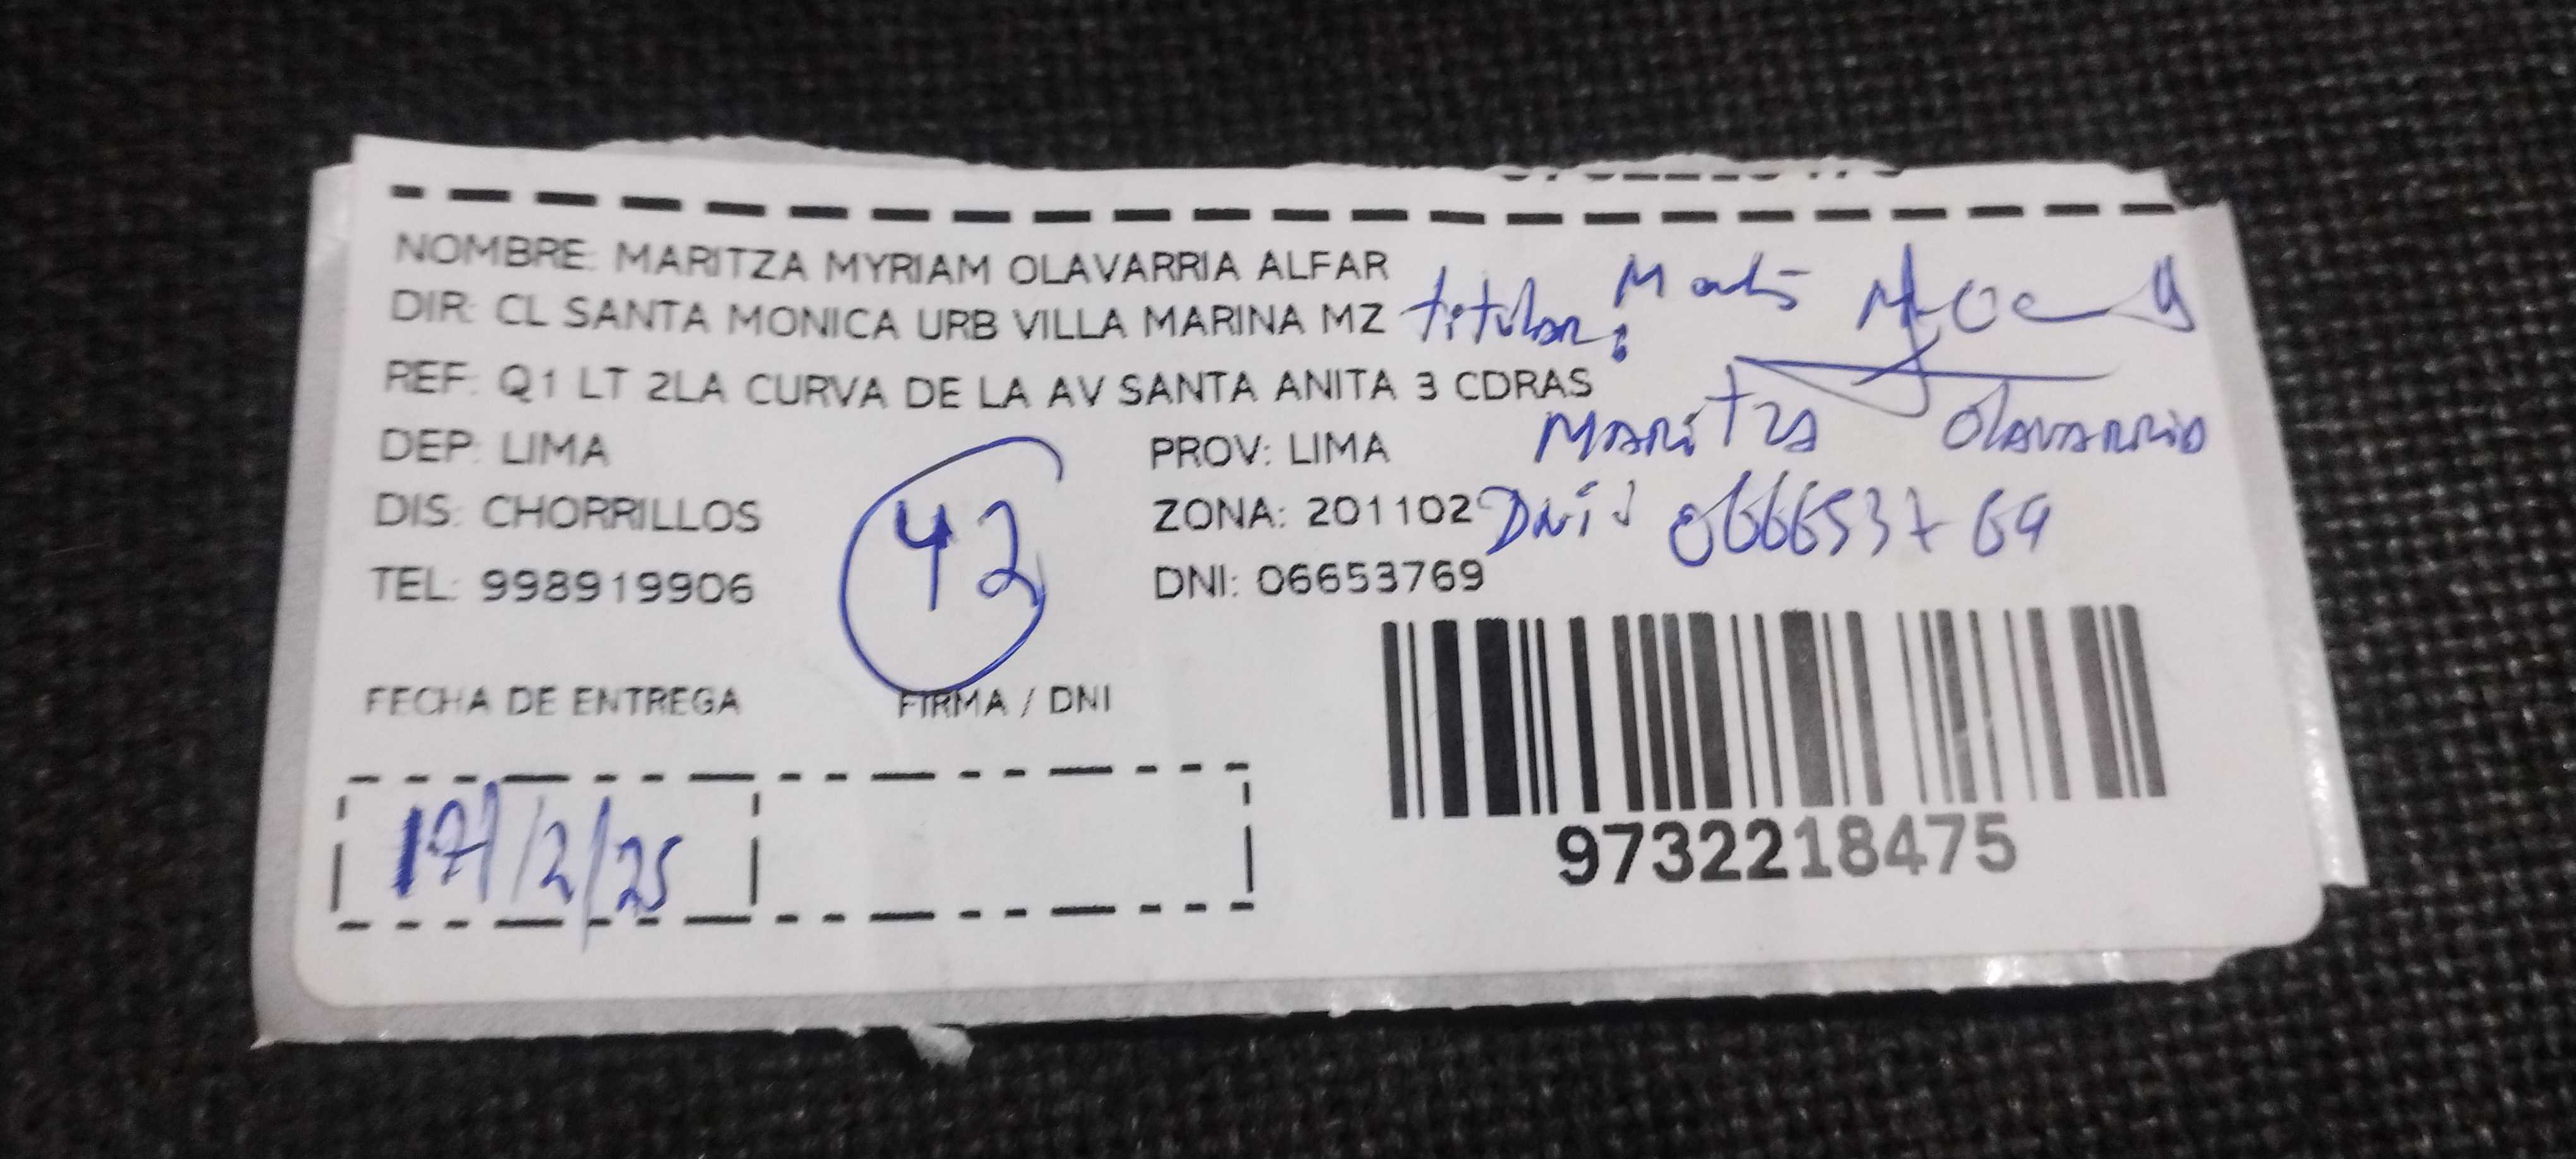 NOMBRE: MARITZA MYRIAM OLAVARRIA ALFAR
DIR: CL SANTA MONICA URB VILLA MARINA MZ
titular:
REF: Q1 LT 2LA CURVA DE LA AV SANTA ANITA 3 CDRAS
MARITZA OLAVARRIA
DEP: LIMA
PROV: LIMA
DIS: CHORRILLOS
42
ZONA: 201102
DNI:
TEL: 998919906
DNI: 06653769
FECHA DE ENTREGA
FIRMA / DNI
17/2/25
9732218475